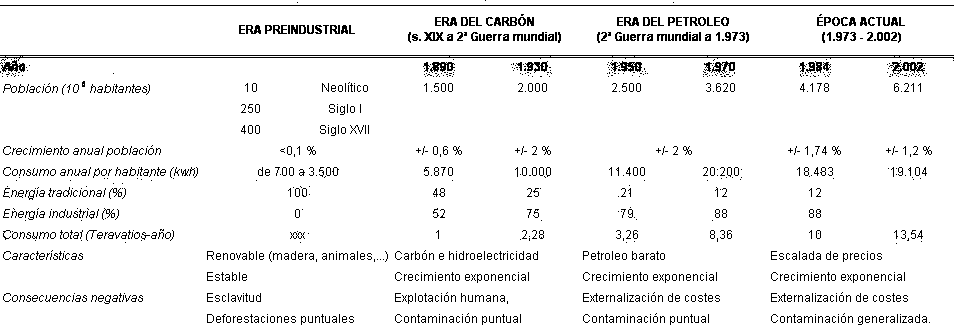 ERA PREINDUSTRIAL ERA DEL CARBÓN ERA DEL PETROLEO ÉPOCA ACTUAL
(s. XIX a 2ª Guerra mundial) (2ª Guerra mundial a 1.973) (1.973 - 2.002)
Año 1.890 1.930 1.950 1.970 1.984 2.002
Población (10⁶ habitantes) 10 Neolítico 1.500 2.000 2.500 3.620 4.178 6.211
250 Siglo I
400 Siglo XVII
Crecimiento anual población <0,1 % +/- 0,6 % +/- 2 % +/- 2 % +/- 1,74 % +/- 1,2 %
Consumo anual por habitante (kwh) de 700 a 3.500 5.870 10.000 11.400 20.200 18.483 19.104
Energía tradicional (%) 100 48 25 21 12 12
Energía industrial (%) 0 52 75 79 88 88
Consumo total (Teravatios-año) xxx 1 2,28 3,26 8,36 10 13,54
Características Renovable (madera, animales,...) Carbón e hidroelectricidad Petroleo barato Escalada de precios
Estable Crecimiento exponencial Crecimiento exponencial Crecimiento exponencial
Consecuencias negativas Esclavitud Explotación humana, Externalización de costes Externalización de costes
Deforestaciones puntuales Contaminación puntual Contaminación puntual Contaminación generalizada.